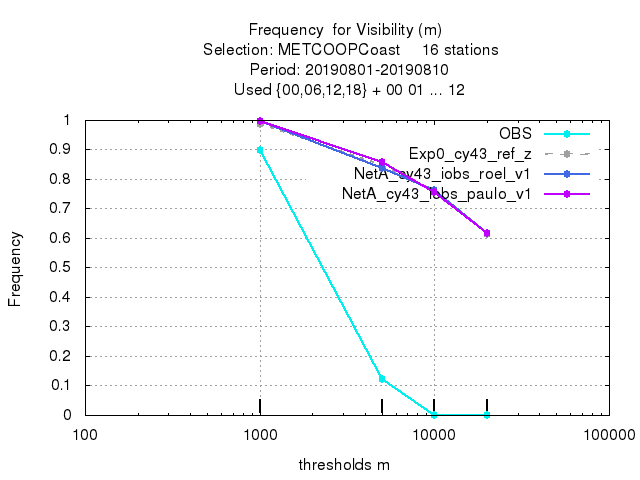 Frequency for Visibility (m)
Selection: METCOOPCoast 16 stations
Period: 20190801-20190810
Used {00,06,12,18} + 00 01 ... 12
OBS
Exp0_cy43_ref_z
NetA_cy43_iobs_roel_v1
NetA_cy43_iobs_paulo_v1
1
0.9
0.8
0.7
0.6
0.5
0.4
0.3
0.2
0.1
0
Frequency
100 1000 10000 100000
thresholds m